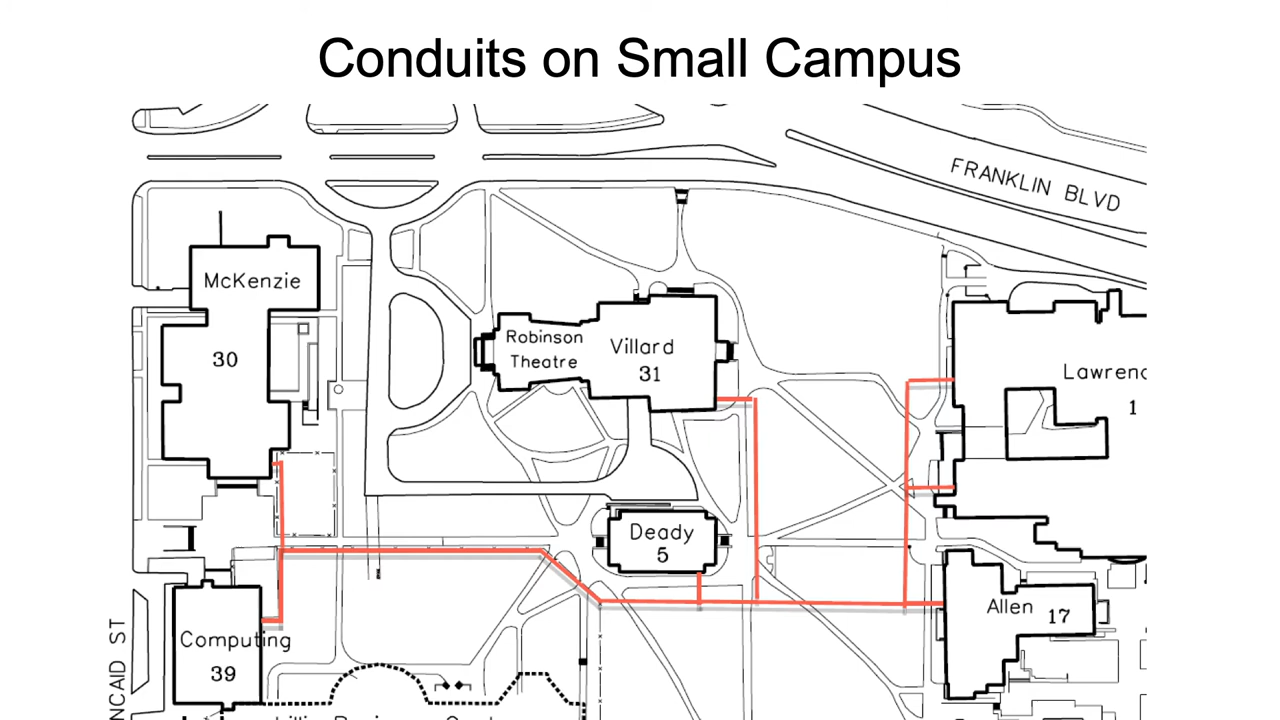 Conduits on Small Campus
FRANKLIN BLVD
McKenzie
30
Robinson
Theatre
Villard
31
Lawrenc
1
Deady
5
Allen 17
Computing
39
NCAID ST